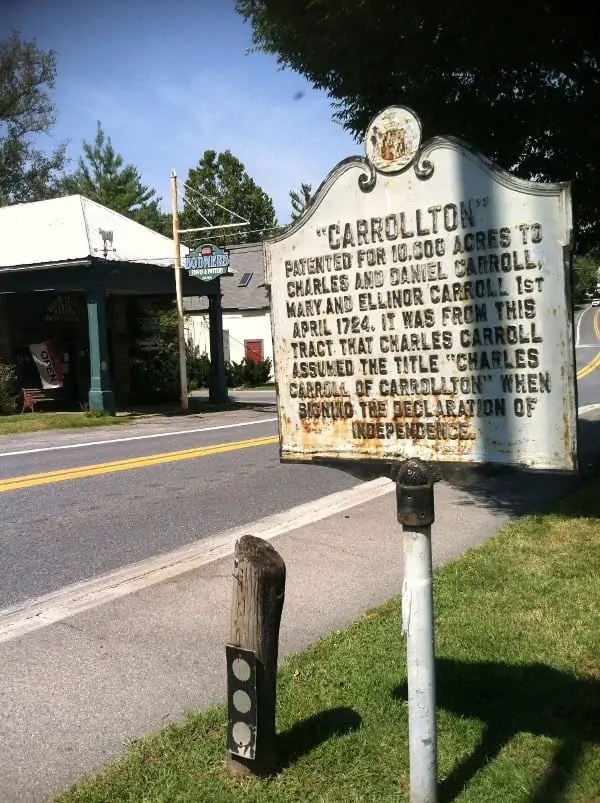 "CARROLLTON"
PATENTED FOR 10,000 ACRES TO
CHARLES AND DANIEL CARROLL,
MARY AND ELLINOR CARROLL 1ST
APRIL 1724. IT WAS FROM THIS
TRACT THAT CHARLES CARROLL
ASSUMED THE TITLE "CHARLES
CARROLL OF CARROLLTON" WHEN
SIGNING THE DECLARATION OF
INDEPENDENCE.
BODMERS
POTTERY
OPEN